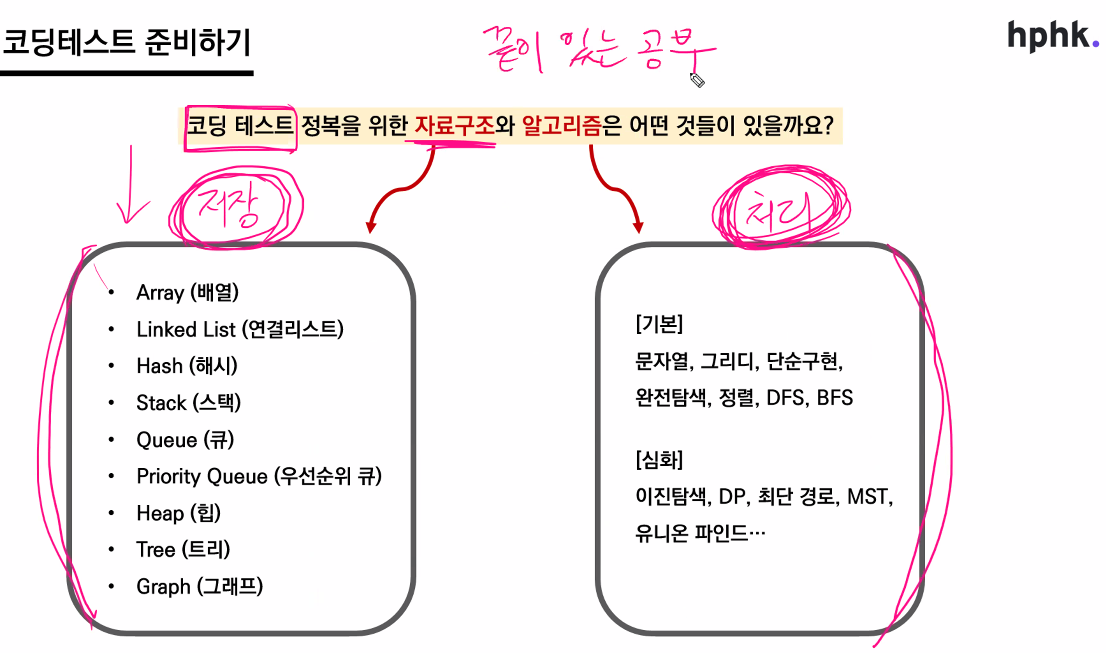 코딩테스트 준비하기
끝이 있는 공부
hphk.
코딩 테스트 정복을 위한 자료구조와 알고리즘은 어떤 것들이 있을까요?
저장
• Array (배열)
• Linked List (연결리스트)
• Hash (해시)
• Stack (스택)
• Queue (큐)
• Priority Queue (우선순위 큐)
• Heap (힙)
• Tree (트리)
• Graph (그래프)
처리
[기본]
문자열, 그리디, 단순구현,
완전탐색, 정렬, DFS, BFS
[심화]
이진탐색, DP, 최단 경로, MST,
유니온 파인드…